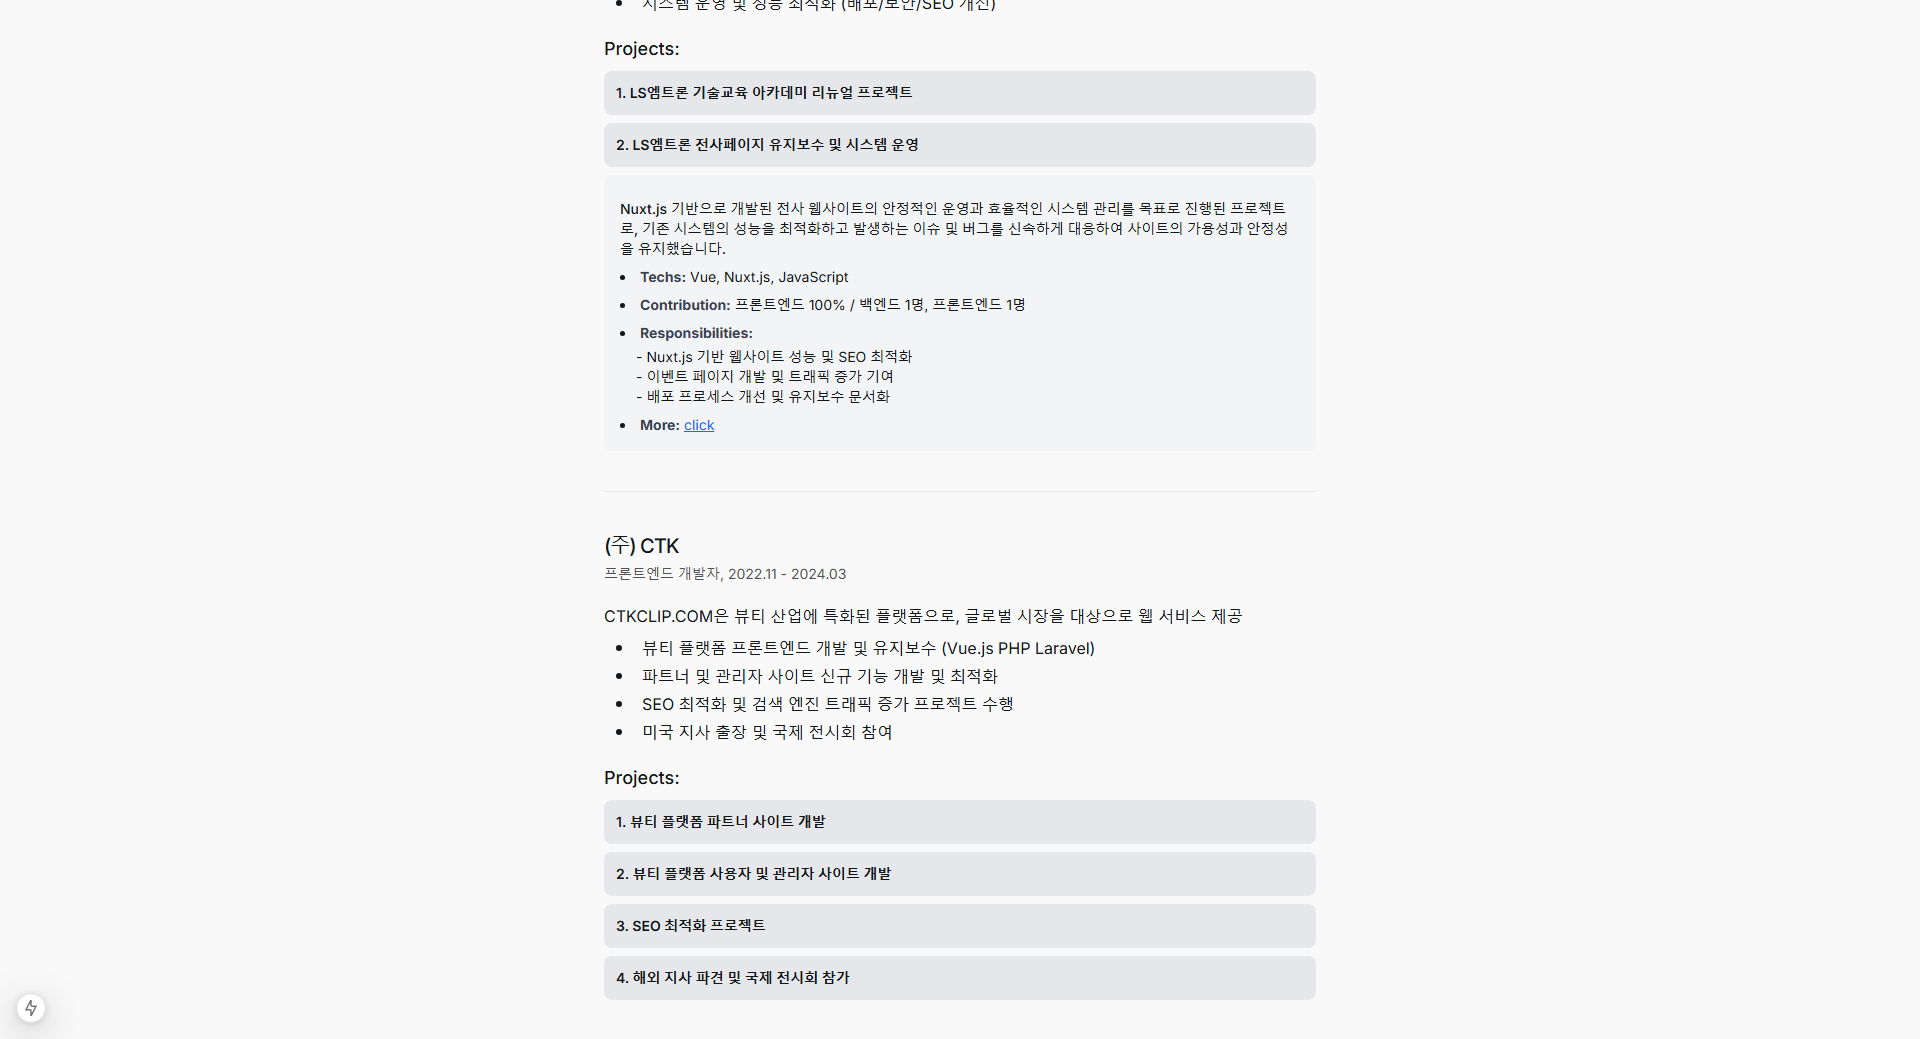 시스템 운영 및 성능 최적화 (배포/보안/SEO 개선)
Projects:
1. LS엠트론 기술교육 아카데미 리뉴얼 프로젝트
2. LS엠트론 전사페이지 유지보수 및 시스템 운영
Nuxt.js 기반으로 개발된 전사 웹사이트의 안정적인 운영과 효율적인 시스템 관리를 목표로 진행된 프로젝트
로, 기존 시스템의 성능을 최적화하고 발생하는 이슈 및 버그를 신속하게 대응하여 사이트의 가용성과 안정성
을 유지했습니다.
• Techs: Vue, Nuxt.js, JavaScript
• Contribution: 프론트엔드 100% / 백엔드 1명, 프론트엔드 1명
• Responsibilities:
- Nuxt.js 기반 웹사이트 성능 및 SEO 최적화
- 이벤트 페이지 개발 및 트래픽 증가 기여
- 배포 프로세스 개선 및 유지보수 문서화
• More: click
(주) CTK
프론트엔드 개발자, 2022.11 - 2024.03
CTKCLIP.COM은 뷰티 산업에 특화된 플랫폼으로, 글로벌 시장을 대상으로 웹 서비스 제공
• 뷰티 플랫폼 프론트엔드 개발 및 유지보수 (Vue.js PHP Laravel)
• 파트너 및 관리자 사이트 신규 기능 개발 및 최적화
• SEO 최적화 및 검색 엔진 트래픽 증가 프로젝트 수행
• 미국 지사 출장 및 국제 전시회 참여
Projects:
1. 뷰티 플랫폼 파트너 사이트 개발
2. 뷰티 플랫폼 사용자 및 관리자 사이트 개발
3. SEO 최적화 프로젝트
4. 해외 지사 파견 및 국제 전시회 참가